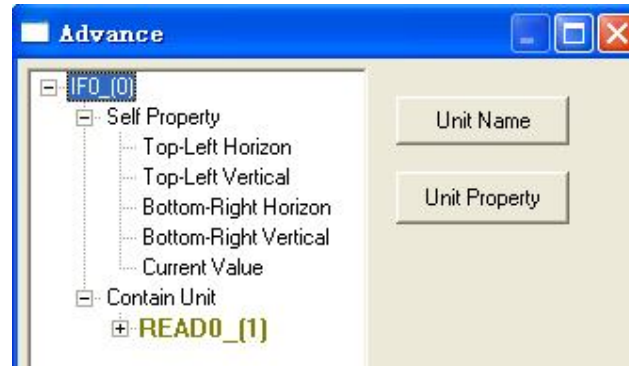 Advance
IF0_(0)
Self Property
Top-Left Horizon
Top-Left Vertical
Bottom-Right Horizon
Bottom-Right Vertical
Current Value
Contain Unit
READ0_(1)
Unit Name
Unit Property